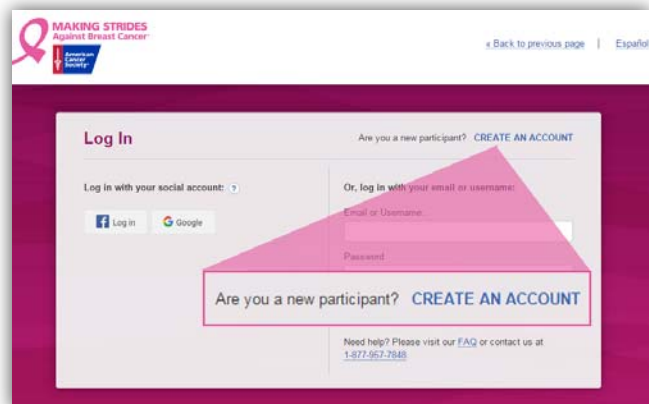 MAKING STRIDES
Against Breast Cancer
American
Cancer
Society
« Back to previous page | Español
Log In
Are you a new participant? CREATE AN ACCOUNT
Log in with your social account: ?
Or, log in with your email or username:
Log in
Google
Email or Username:
Password
Are you a new participant? CREATE AN ACCOUNT
Need help? Please visit our FAQ or contact us at
1-877-957-7848